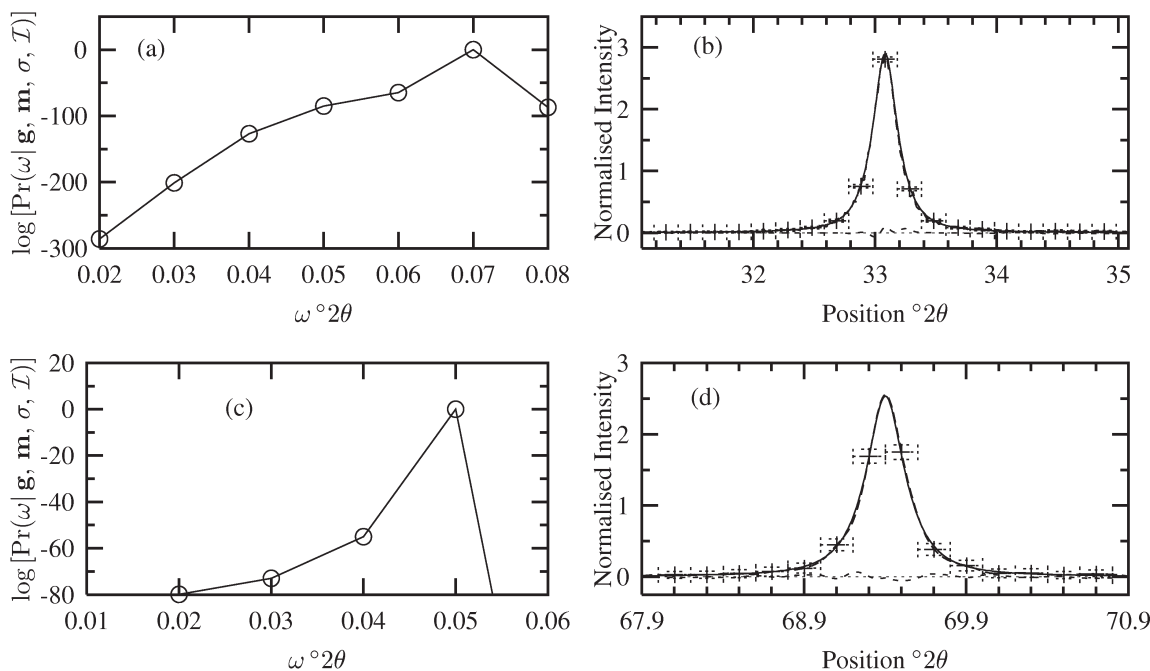 log [Pr(ω| g, m, σ, ℐ)]
0
-100
-200
-300
(a)
0.02 0.03 0.04 0.05 0.06 0.07 0.08
ω °2θ
Normalised Intensity
3
2
1
0
(b)
32 33 34 35
Position °2θ
log [Pr(ω| g, m, σ, ℐ)]
20
0
-20
-40
-60
-80
(c)
0.01 0.02 0.03 0.04 0.05 0.06
ω °2θ
Normalised Intensity
3
2
1
0
(d)
67.9 68.9 69.9 70.9
Position °2θ